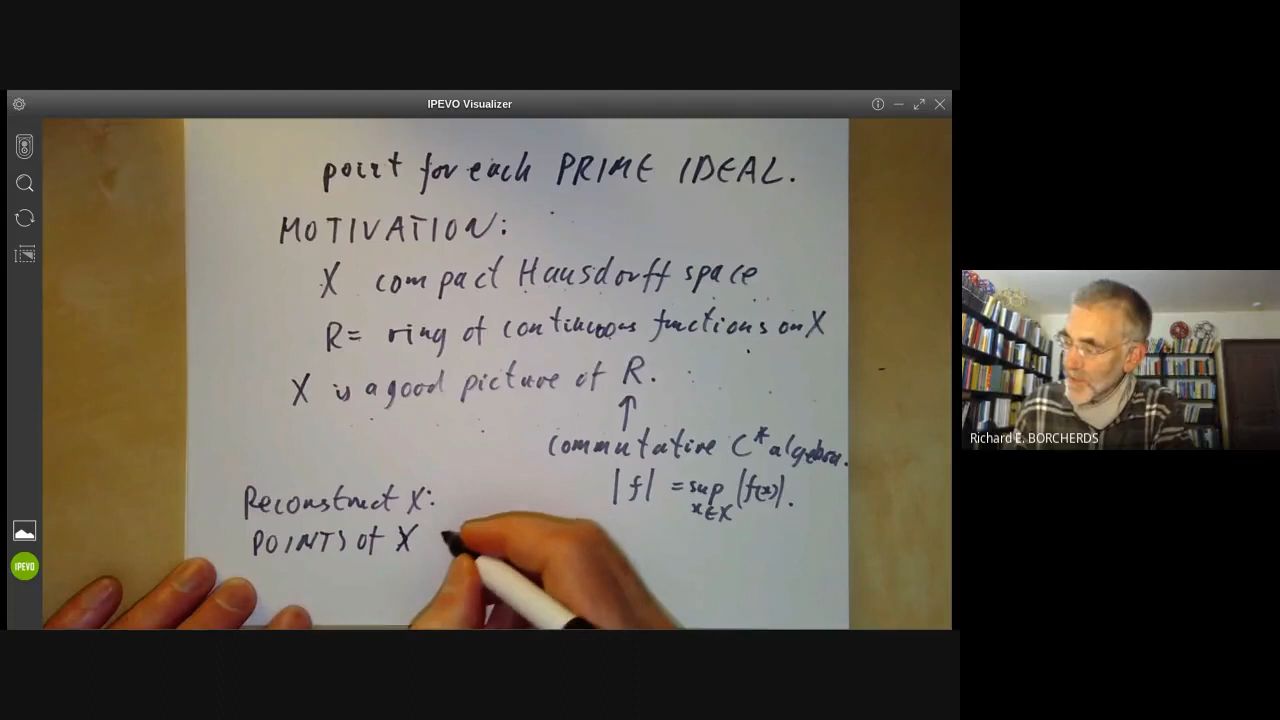 IPEVO Visualizer
point for each PRIME IDEAL.
MOTIVATION:
X compact Hausdorff space
R = ring of continuous functions on X
X is a good picture of R.
↑
commutative C* algebra.
|f| = sup |f(x)|.
x∈X
Reconstruct X:
POINTS of X
IPEVO
Richard E. BORCHERDS